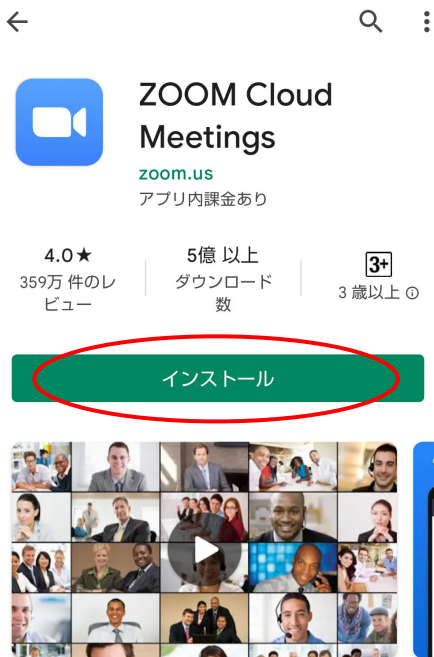 ZOOM Cloud
Meetings
zoom.us
アプリ内課金あり
4.0★
359万 件のレ
ビュー
5億 以上
ダウンロード
数
3+
3 歳以上
インストール